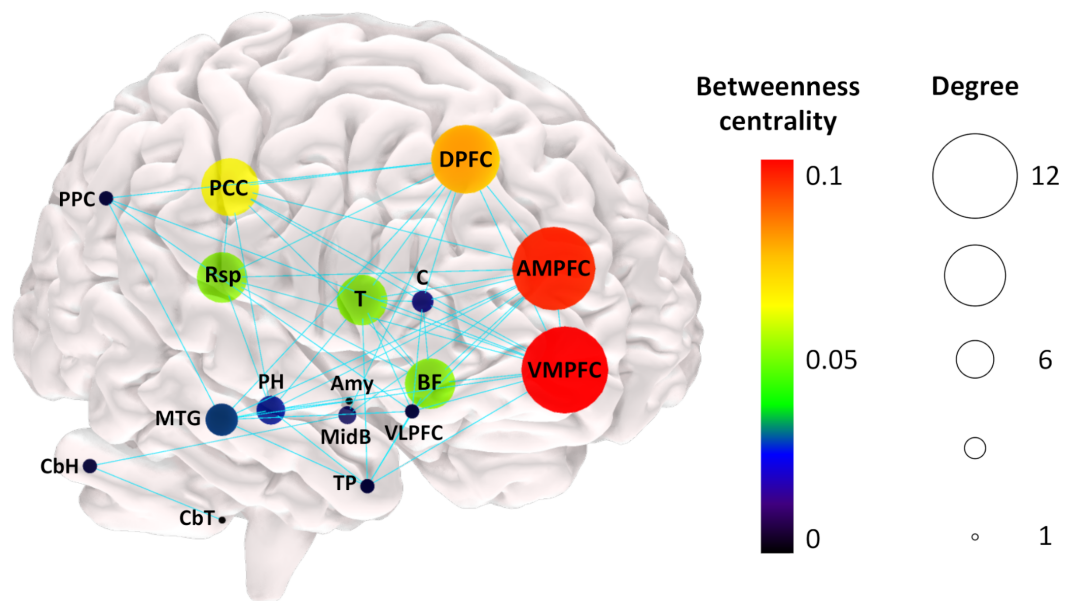 Betweenness
centrality
Degree
0.1
0.05
0
12
6
1
DPFC
PCC
PPC
AMPFC
Rsp
C
T
VMPFC
PH
Amy
BF
MTG
MidB
VLPFC
CbH
TP
CbT